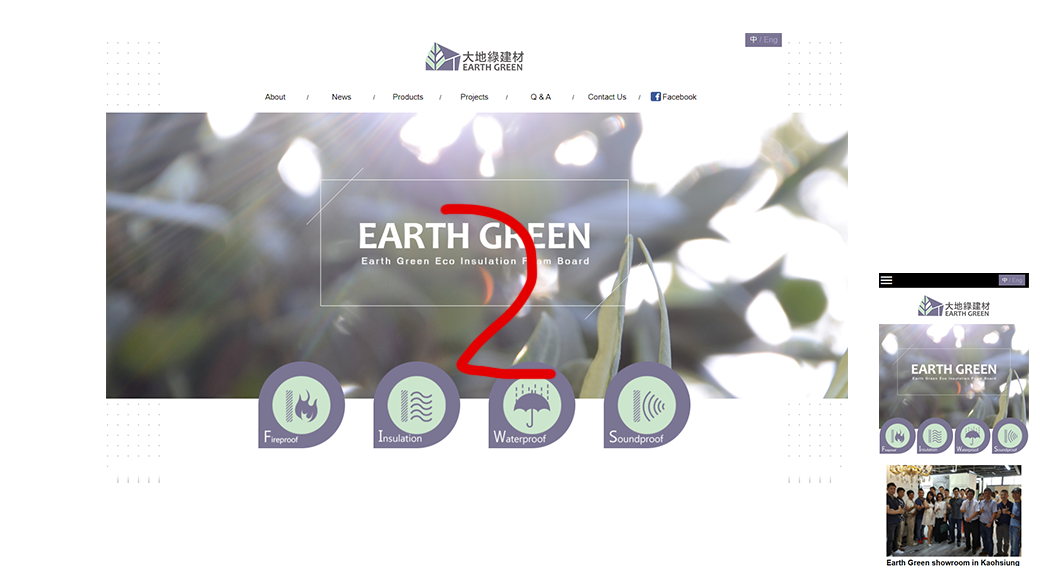 中 / Eng
大地綠建材
EARTH GREEN
About / News / Products / Projects / Q & A / Contact Us / Facebook
EARTH GREEN
Earth Green Eco Insulation Foam Board
2
Fireproof
Insulation
Waterproof
Soundproof
中 / Eng
大地綠建材
EARTH GREEN
EARTH GREEN
Earth Green Eco Insulation Foam Board
Fireproof
Insulation
Waterproof
Soundproof
Earth Green showroom in Kaohsiung